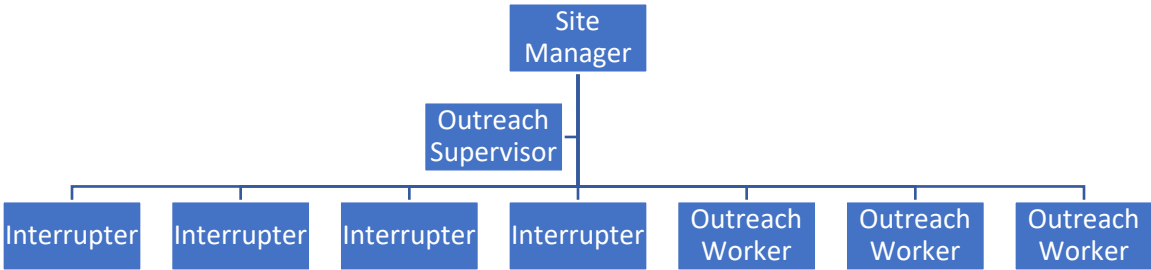 Site
Manager
Outreach
Supervisor
Interrupter
Interrupter
Interrupter
Interrupter
Outreach
Worker
Outreach
Worker
Outreach
Worker